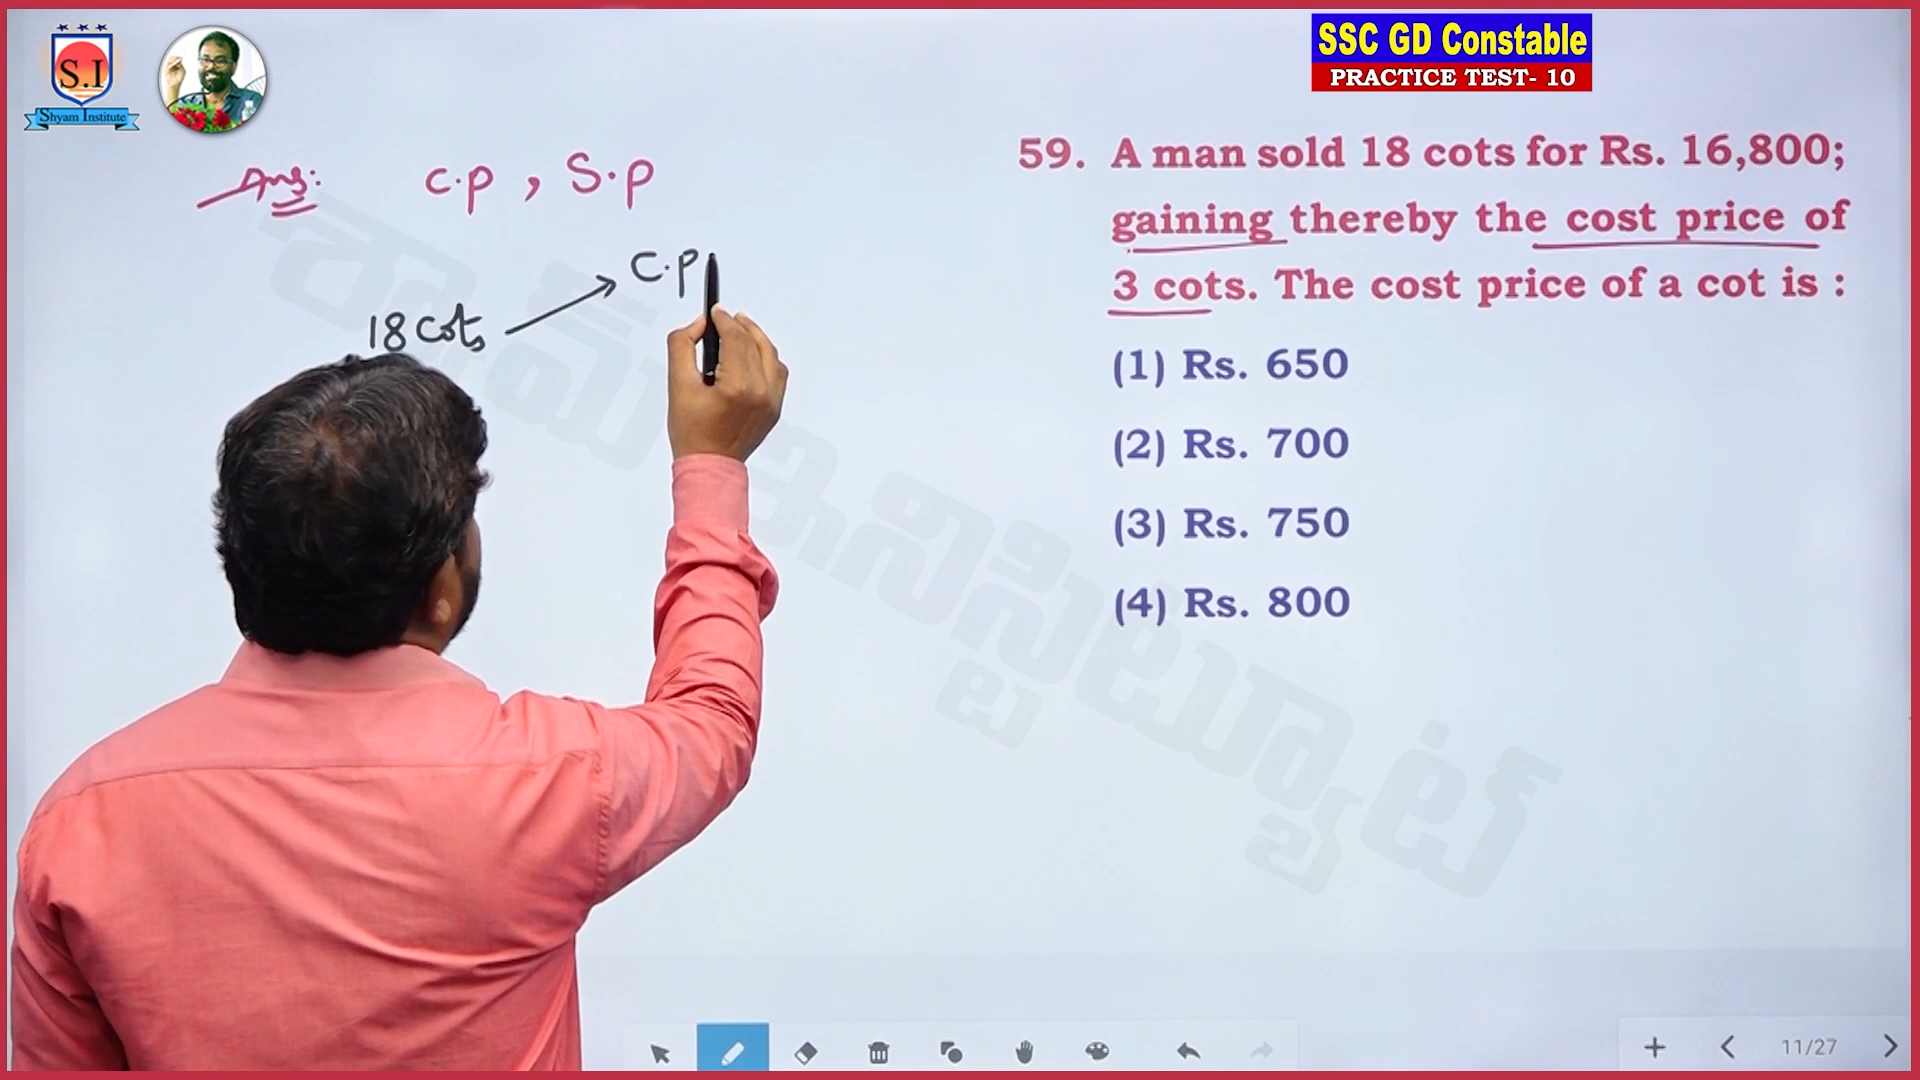 S.I
Shyam Institute
SSC GD Constable
PRACTICE TEST- 10
Ans:
C.P , S.P
C.P
18 cots
59. A man sold 18 cots for Rs. 16,800;
gaining thereby the cost price of
3 cots. The cost price of a cot is :
(1) Rs. 650
(2) Rs. 700
(3) Rs. 750
(4) Rs. 800
శ్యామ్ ఇన్‌స్టిట్యూట్
11/27